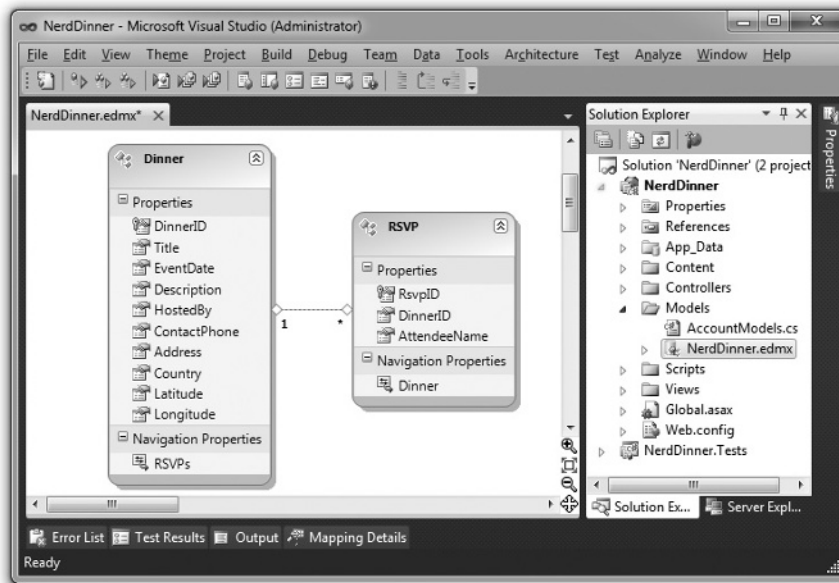 NerdDinner - Microsoft Visual Studio (Administrator)
File Edit View Theme Project Build Debug Team Data Tools Architecture Test Analyze Window Help
NerdDinner.edmx*
Dinner
Properties
DinnerID
Title
EventDate
Description
HostedBy
ContactPhone
Address
Country
Latitude
Longitude
Navigation Properties
RSVPs
1
*
RSVP
Properties
RsvpID
DinnerID
AttendeeName
Navigation Properties
Dinner
Solution Explorer
Solution 'NerdDinner' (2 project
NerdDinner
Properties
References
App_Data
Content
Controllers
Models
AccountModels.cs
NerdDinner.edmx
Scripts
Views
Global.asax
Web.config
NerdDinner.Tests
Solution Ex... Server Expl...
Properties
Error List Test Results Output Mapping Details
Ready